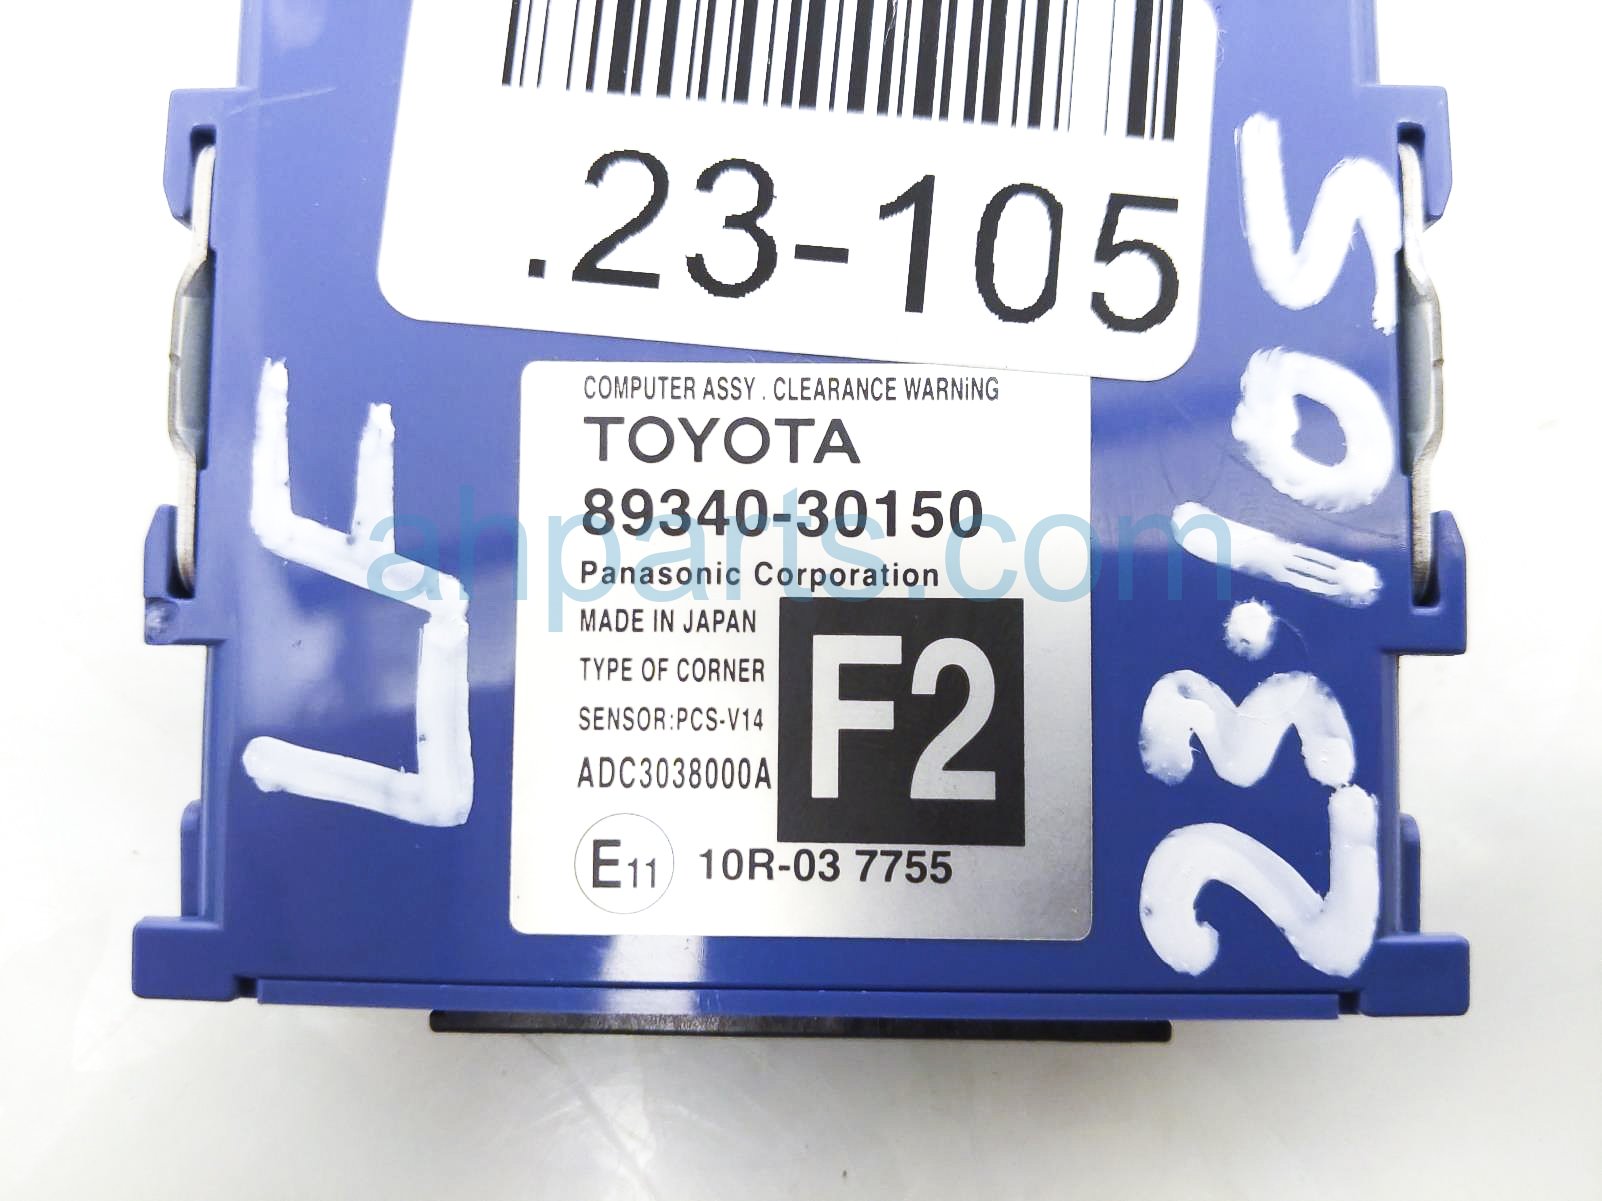 .23-105
COMPUTER ASSY . CLEARANCE WARNiNG
TOYOTA
89340-30150
Panasonic Corporation
MADE IN JAPAN
TYPE OF CORNER
SENSOR:PCS-V14
ADC3038000A
F2
E11 10R-03 7755
23-105
ahparts.com